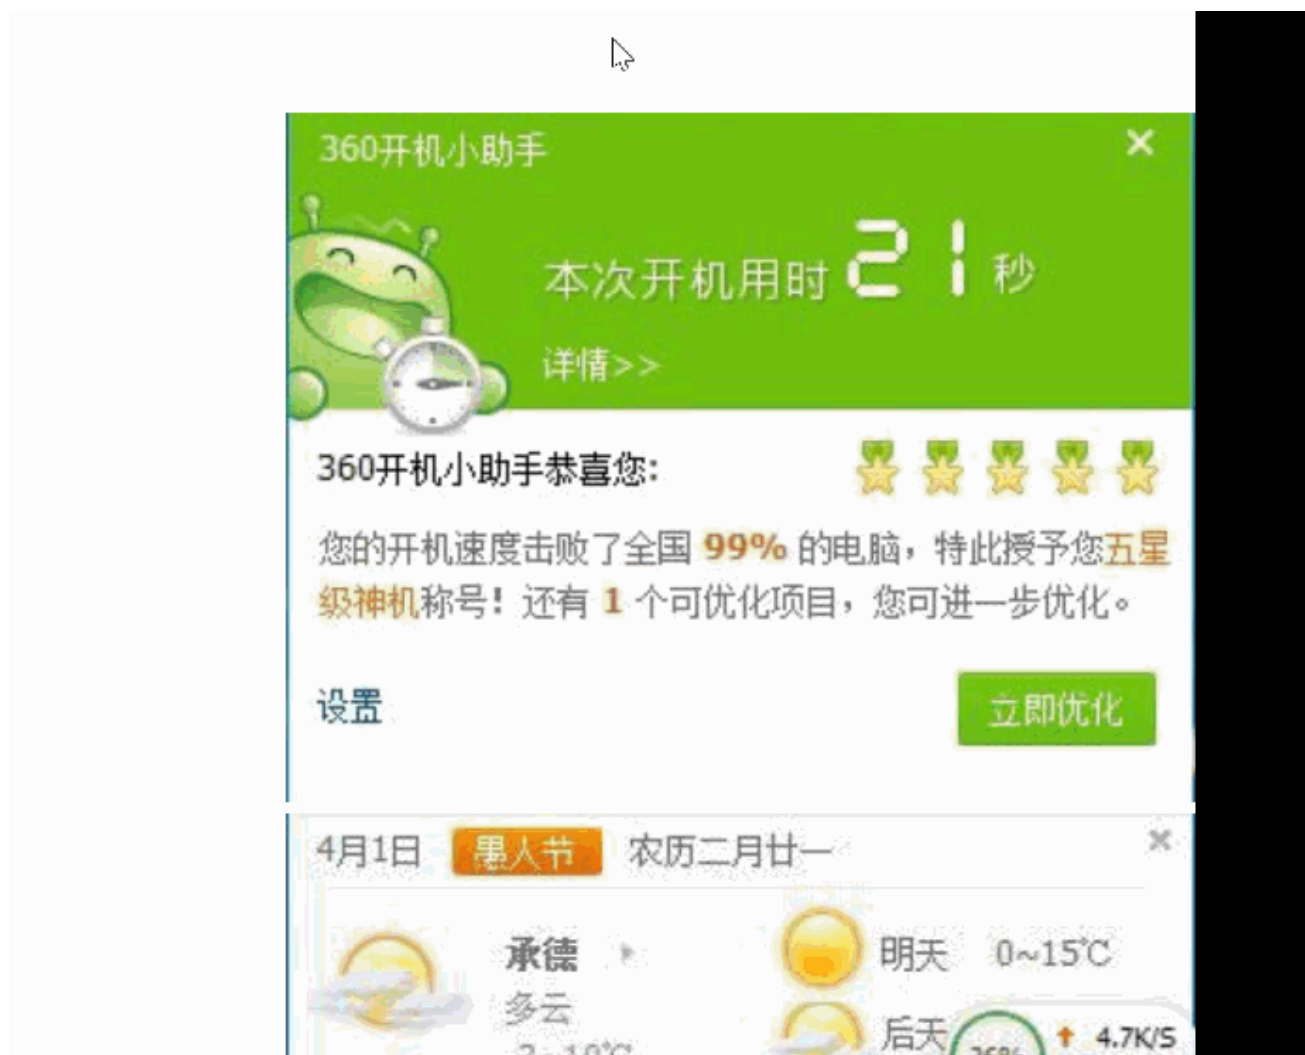 360开机小助手
本次开机用时 21 秒
详情>>
360开机小助手恭喜您:
您的开机速度击败了全国 99% 的电脑，特此授予您五星
级神机称号！还有 1 个可优化项目，您可进一步优化。
设置
立即优化
4月1日 愚人节 农历二月廿一
承德
多云
明天 0~15℃
后天
4.7K/S